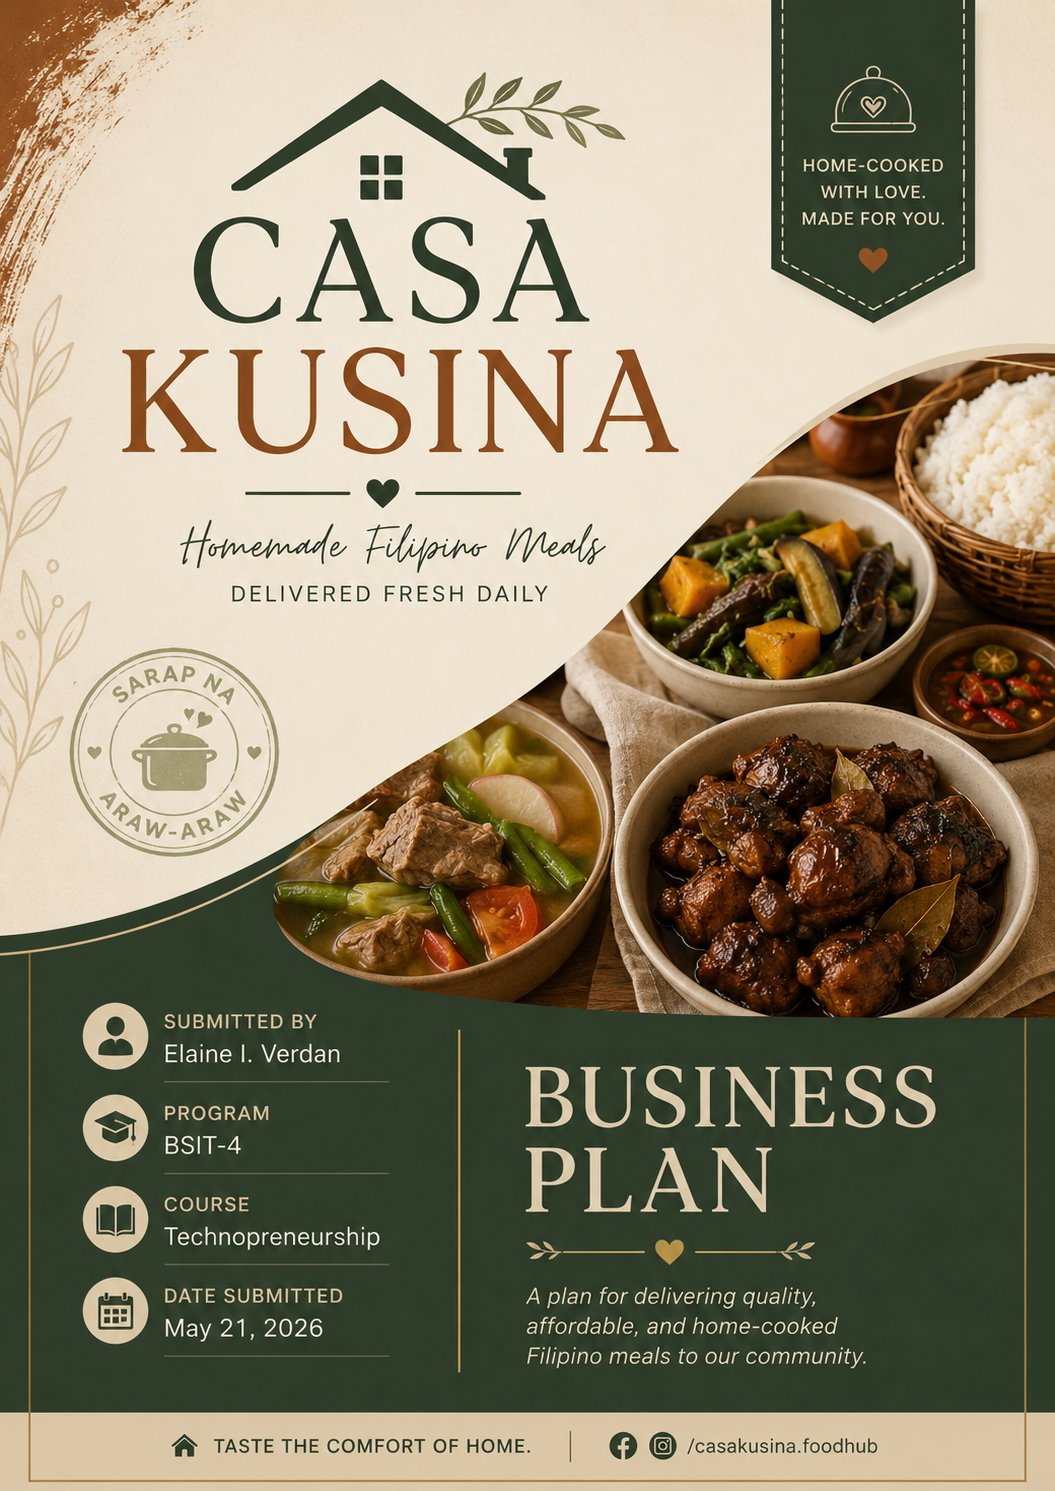 CASA
KUSINA
Homemade Filipino Meals
DELIVERED FRESH DAILY
HOME-COOKED
WITH LOVE.
MADE FOR YOU.
SARAP NA
ARAW-ARAW
SUBMITTED BY
Elaine I. Verdan
PROGRAM
BSIT-4
COURSE
Technopreneurship
DATE SUBMITTED
May 21, 2026
BUSINESS
PLAN
A plan for delivering quality,
affordable, and home-cooked
Filipino meals to our community.
TASTE THE COMFORT OF HOME.
/casakusina.foodhub